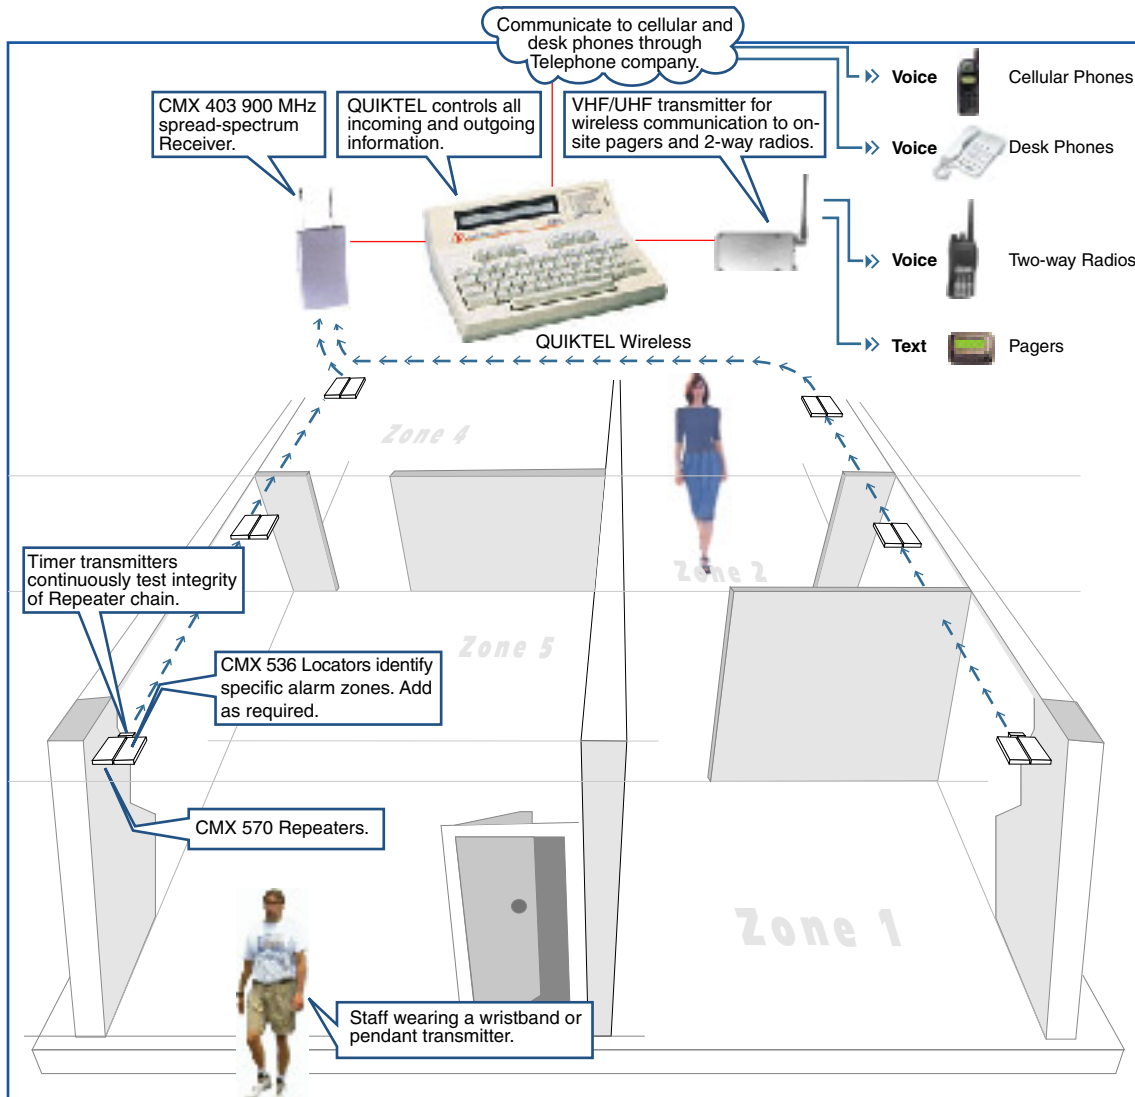 Communicate to cellular and
desk phones through
Telephone company.
CMX 403 900 MHz
spread-spectrum
Receiver.
QUIKTEL controls all
incoming and outgoing
information.
VHF/UHF transmitter for
wireless communication to on-
site pagers and 2-way radios.
Voice
Cellular Phones
Voice
Desk Phones
Voice
Two-way Radios
Text
Pagers
QUIKTEL Wireless
Zone 4
Zone 2
Timer transmitters
continuously test integrity
of Repeater chain.
Zone 5
CMX 536 Locators identify
specific alarm zones. Add
as required.
CMX 570 Repeaters.
Zone 1
Staff wearing a wristband or
pendant transmitter.